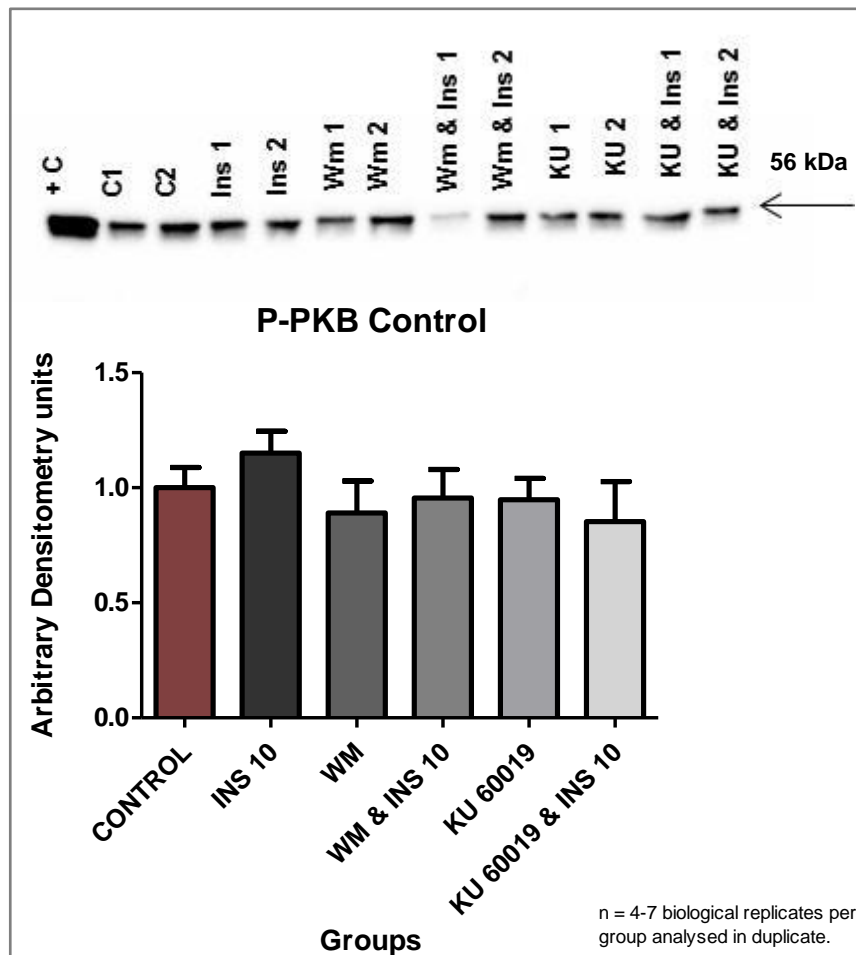 + C
C1
C2
Ins 1
Ins 2
Wm 1
Wm 2
Wm & Ins 1
Wm & Ins 2
KU 1
KU 2
KU & Ins 1
KU & Ins 2
56 kDa
P-PKB Control
Arbitrary Densitometry units
1.5
1.0
0.5
0.0
CONTROL
INS 10
WM
WM & INS 10
KU 60019
KU 60019 & INS 10
Groups
n = 4-7 biological replicates per
group analysed in duplicate.